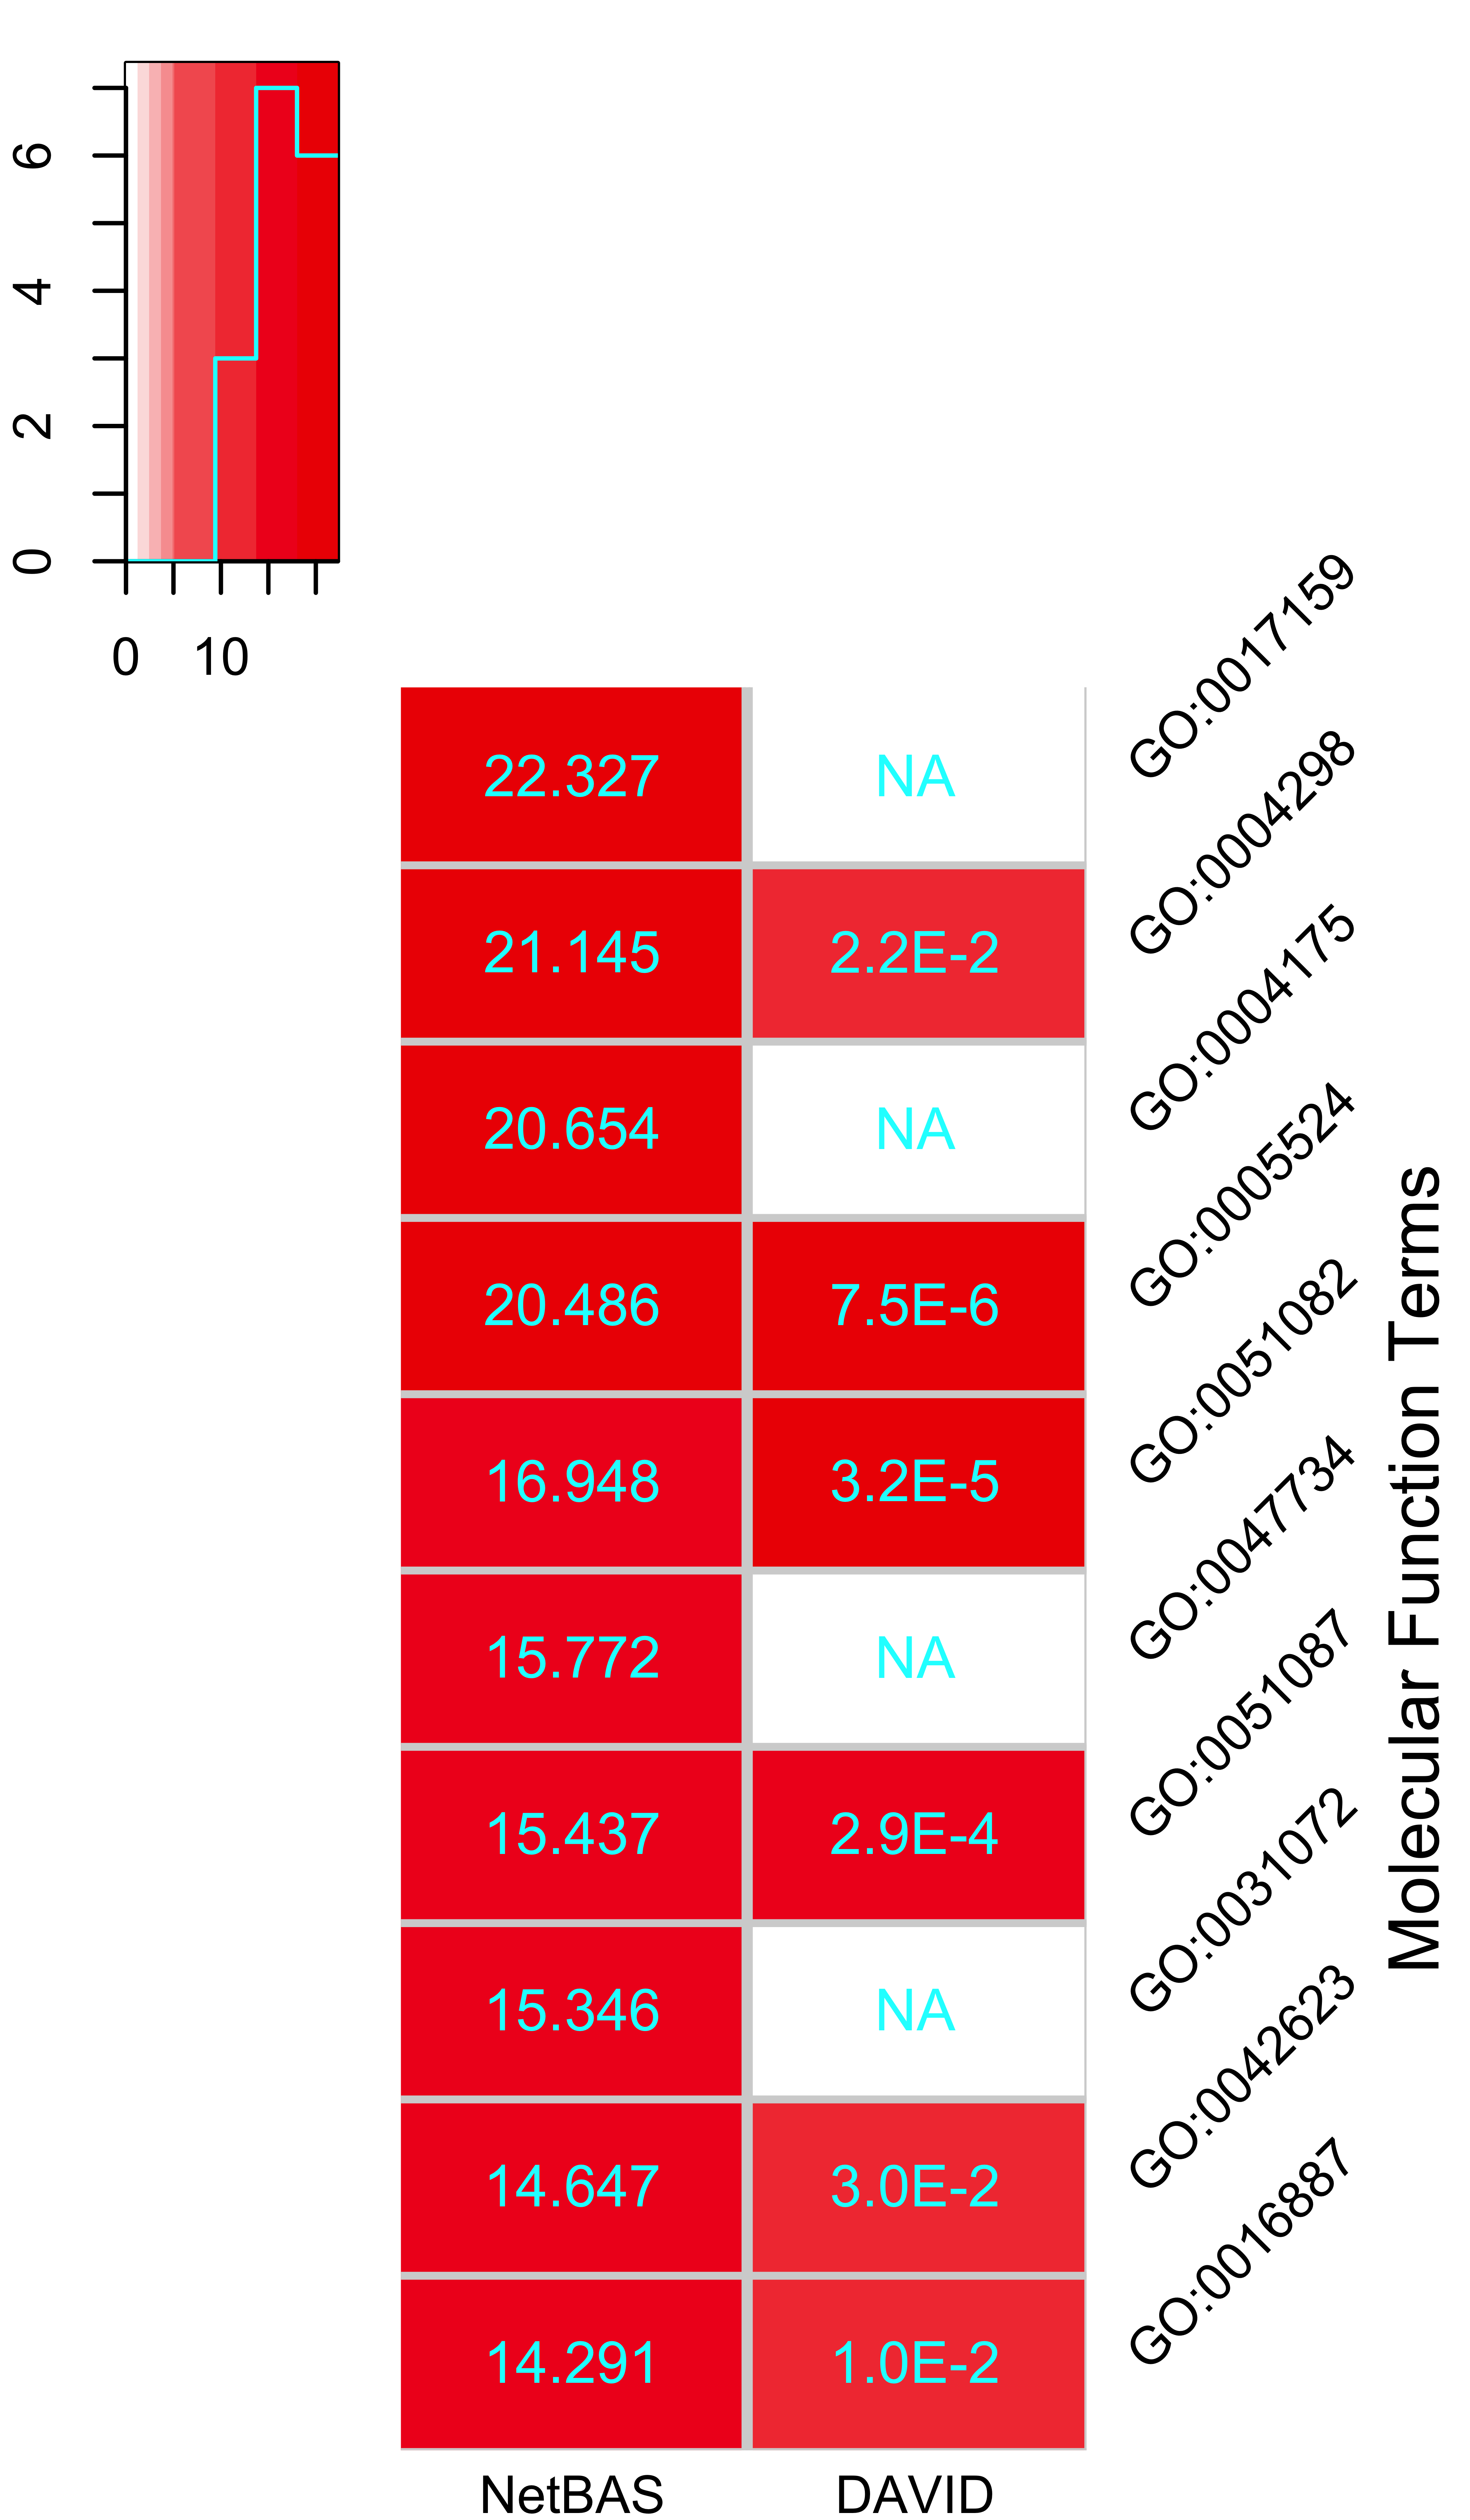 6
4
2
0
0 10
22.327 NA GO:0017159
21.145 2.2E-2 GO:0004298
20.654 NA GO:0004175
20.486 7.5E-6 GO:0005524
16.948 3.2E-5 GO:0051082
15.772 NA GO:0047734
15.437 2.9E-4 GO:0051087
15.346 NA GO:0031072
14.647 3.0E-2 GO:0042623
14.291 1.0E-2 GO:0016887
NetBAS DAVID
Molecular Function Terms